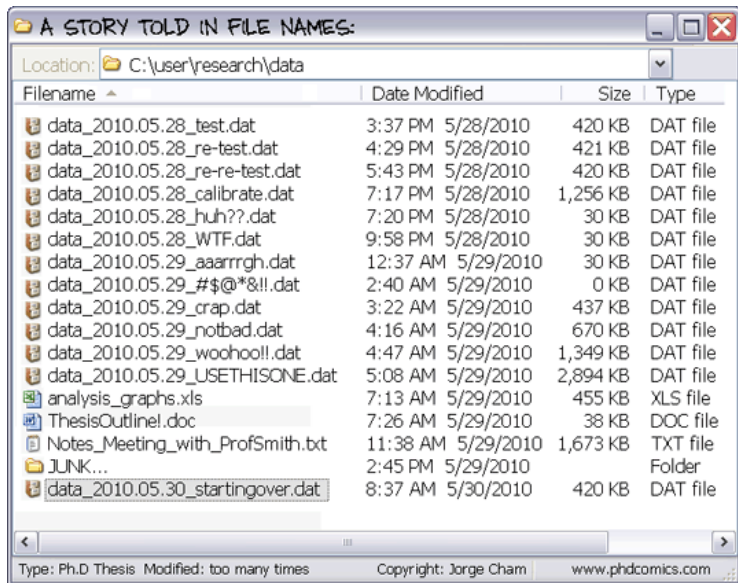 A STORY TOLD IN FILE NAMES:
Location: C:\user\research\data
Filename Date Modified Size Type
data_2010.05.28_test.dat 3:37 PM 5/28/2010 420 KB DAT file
data_2010.05.28_re-test.dat 4:29 PM 5/28/2010 421 KB DAT file
data_2010.05.28_re-re-test.dat 5:43 PM 5/28/2010 420 KB DAT file
data_2010.05.28_calibrate.dat 7:17 PM 5/28/2010 1,256 KB DAT file
data_2010.05.28_huh??.dat 7:20 PM 5/28/2010 30 KB DAT file
data_2010.05.28_WTF.dat 9:58 PM 5/28/2010 30 KB DAT file
data_2010.05.29_aaarrrgh.dat 12:37 AM 5/29/2010 30 KB DAT file
data_2010.05.29_#$@*&!!.dat 2:40 AM 5/29/2010 0 KB DAT file
data_2010.05.29_crap.dat 3:22 AM 5/29/2010 437 KB DAT file
data_2010.05.29_notbad.dat 4:16 AM 5/29/2010 670 KB DAT file
data_2010.05.29_woohoo!!.dat 4:47 AM 5/29/2010 1,349 KB DAT file
data_2010.05.29_USETHISONE.dat 5:08 AM 5/29/2010 2,894 KB DAT file
analysis_graphs.xls 7:13 AM 5/29/2010 455 KB XLS file
ThesisOutline!.doc 7:26 AM 5/29/2010 38 KB DOC file
Notes_Meeting_with_ProfSmith.txt 11:38 AM 5/29/2010 1,673 KB TXT file
JUNK... 2:45 PM 5/29/2010 Folder
data_2010.05.30_startingover.dat 8:37 AM 5/30/2010 420 KB DAT file
Type: Ph.D Thesis Modified: too many times Copyright: Jorge Cham www.phdcomics.com